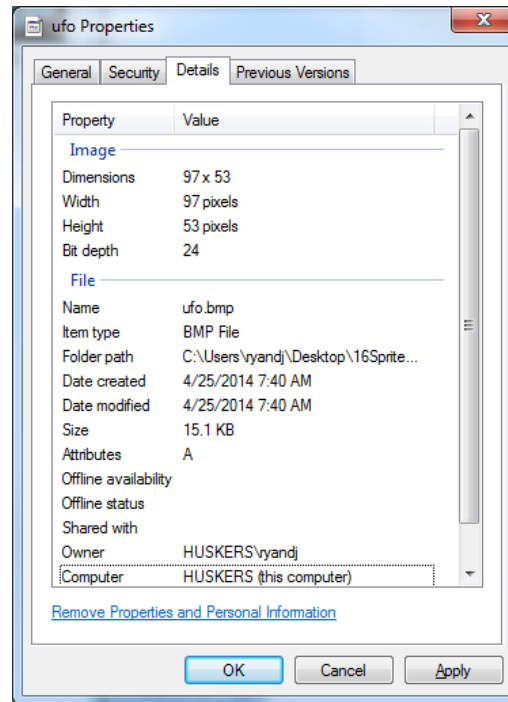 ufo Properties
General Security Details Previous Versions
Property Value
Image
Dimensions 97 x 53
Width 97 pixels
Height 53 pixels
Bit depth 24
File
Name ufo.bmp
Item type BMP File
Folder path C:\Users\ryandj\Desktop\16Sprite...
Date created 4/25/2014 7:40 AM
Date modified 4/25/2014 7:40 AM
Size 15.1 KB
Attributes A
Offline availability
Offline status
Shared with
Owner HUSKERS\ryandj
Computer HUSKERS (this computer)
Remove Properties and Personal Information
OK Cancel Apply